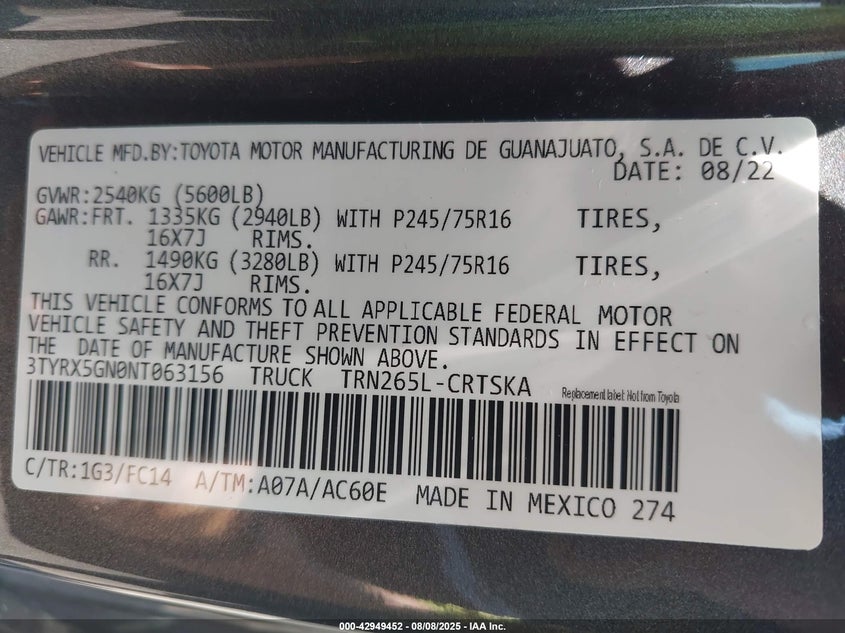 VEHICLE MFD.BY:TOYOTA MOTOR MANUFACTURING DE GUANAJUATO, S.A. DE C.V.
DATE: 08/22
GVWR:2540KG (5600LB)
GAWR:FRT. 1335KG (2940LB) WITH P245/75R16 TIRES,
16X7J RIMS.
RR. 1490KG (3280LB) WITH P245/75R16 TIRES,
16X7J RIMS.
THIS VEHICLE CONFORMS TO ALL APPLICABLE FEDERAL MOTOR
VEHICLE SAFETY AND THEFT PREVENTION STANDARDS IN EFFECT ON
THE DATE OF MANUFACTURE SHOWN ABOVE.
3TYRX5GN0NT063156 TRUCK TRN265L-CRTSKA Replacement label: Not from Toyota
C/TR:1G3/FC14 A/TM:A07A/AC60E MADE IN MEXICO 274
000-42949452 - 08/08/2025 - IAA Inc.